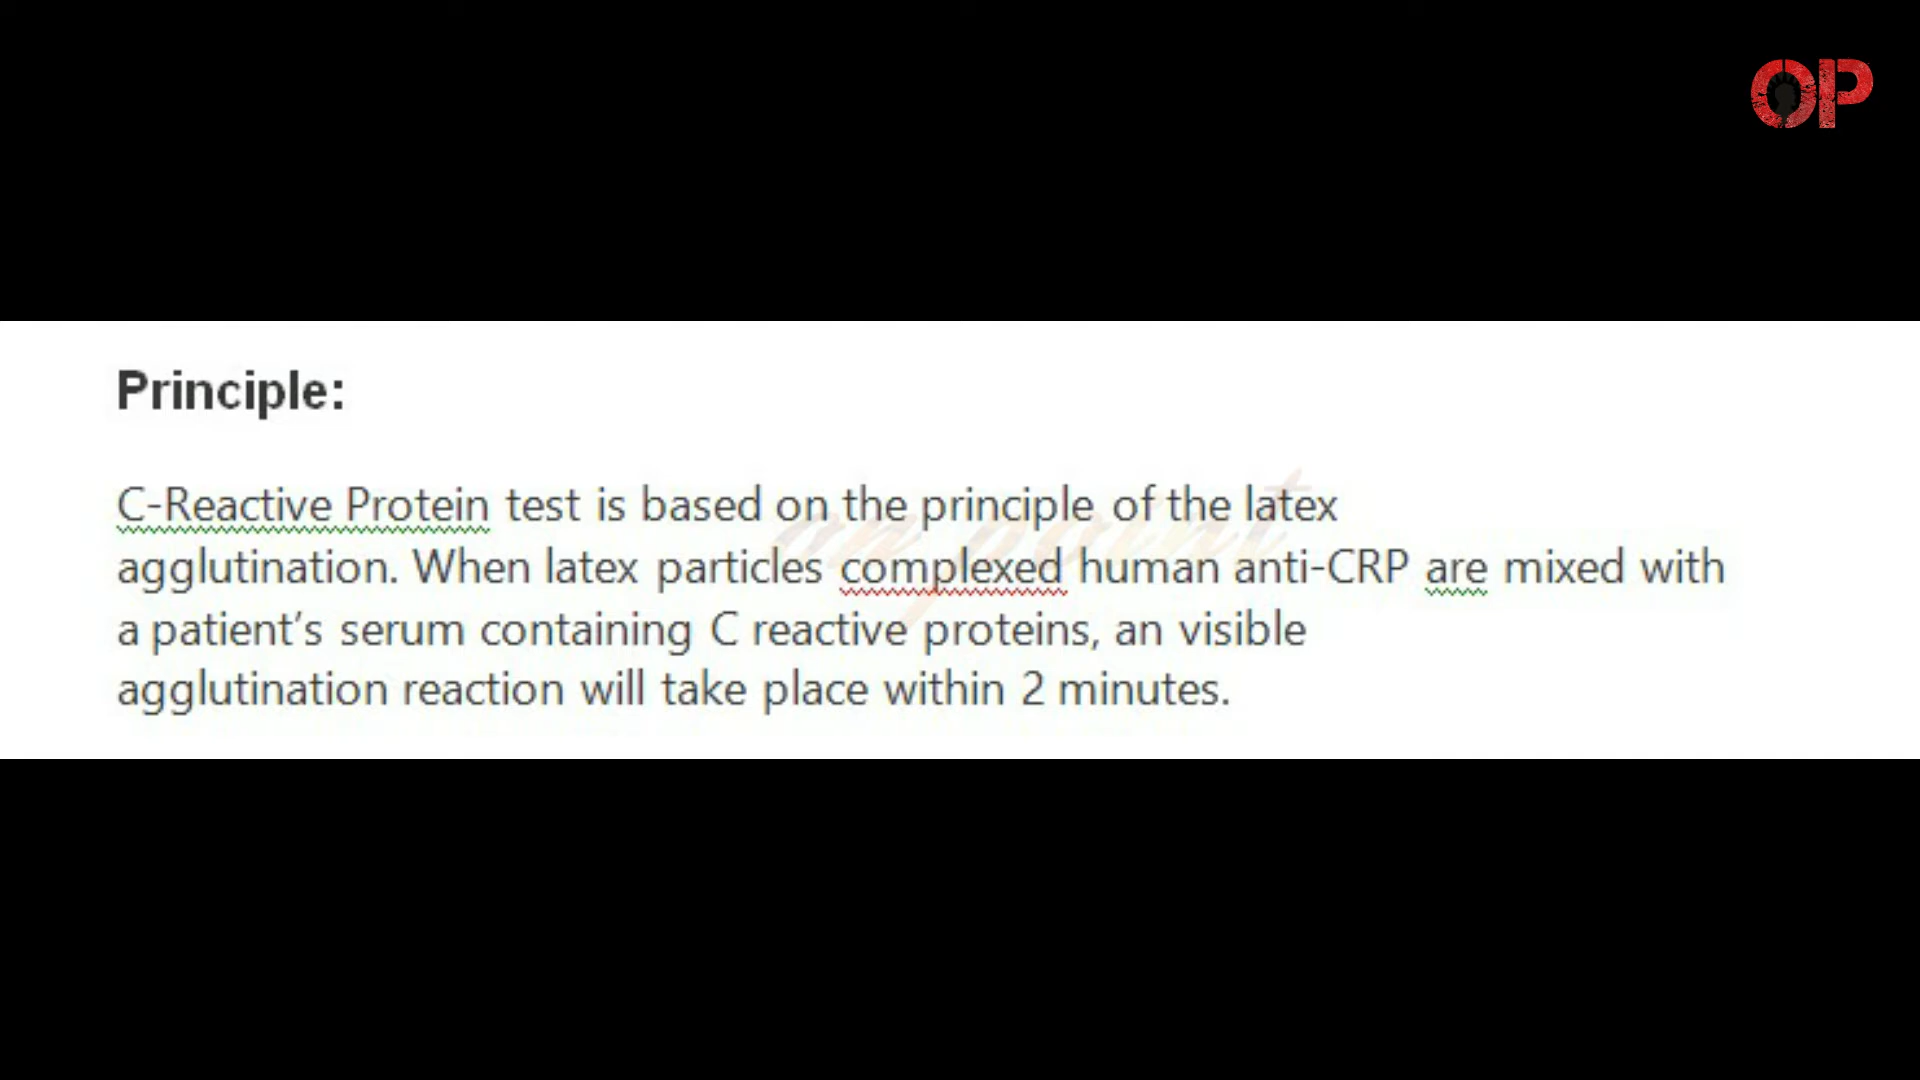 OP
Principle:
C-Reactive Protein test is based on the principle of the latex
agglutination. When latex particles complexed human anti-CRP are mixed with
a patient’s serum containing C reactive proteins, an visible
agglutination reaction will take place within 2 minutes.